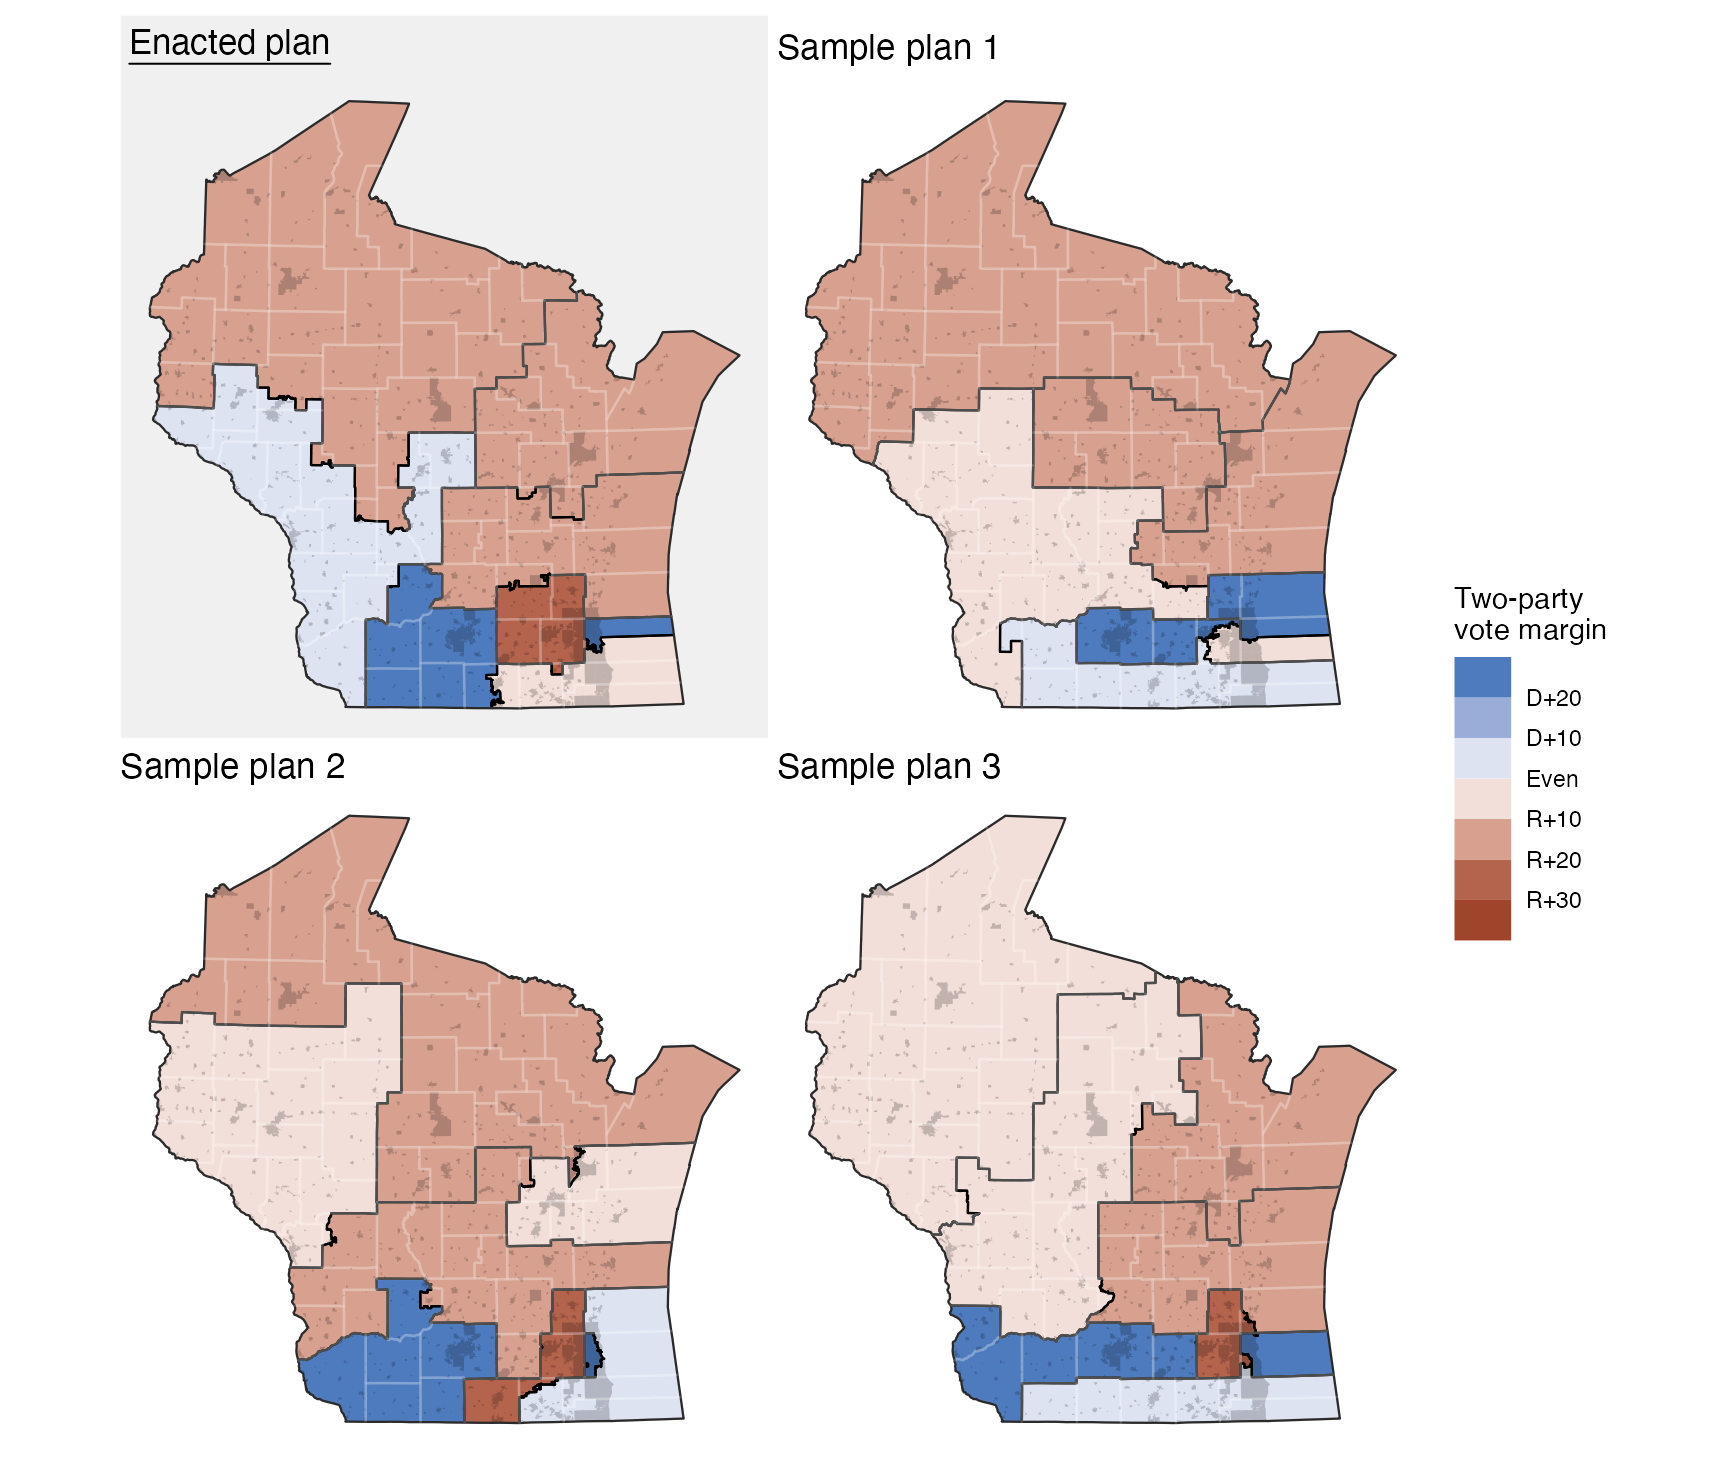 Enacted plan
Sample plan 1
Sample plan 2
Sample plan 3
Two-party
vote margin
D+20
D+10
Even
R+10
R+20
R+30